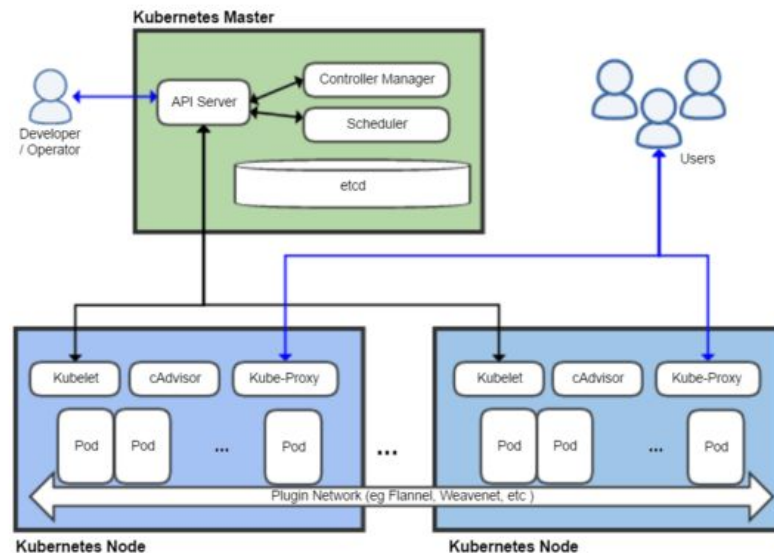 Kubernetes Master
API Server
Controller Manager
Scheduler
etcd
Developer
/ Operator
Users
Kubelet
cAdvisor
Kube-Proxy
Pod
Pod
...
Pod
...
Kubelet
cAdvisor
Kube-Proxy
Pod
Pod
...
Pod
Plugin Network (eg Flannel, Weavenet, etc )
Kubernetes Node
Kubernetes Node